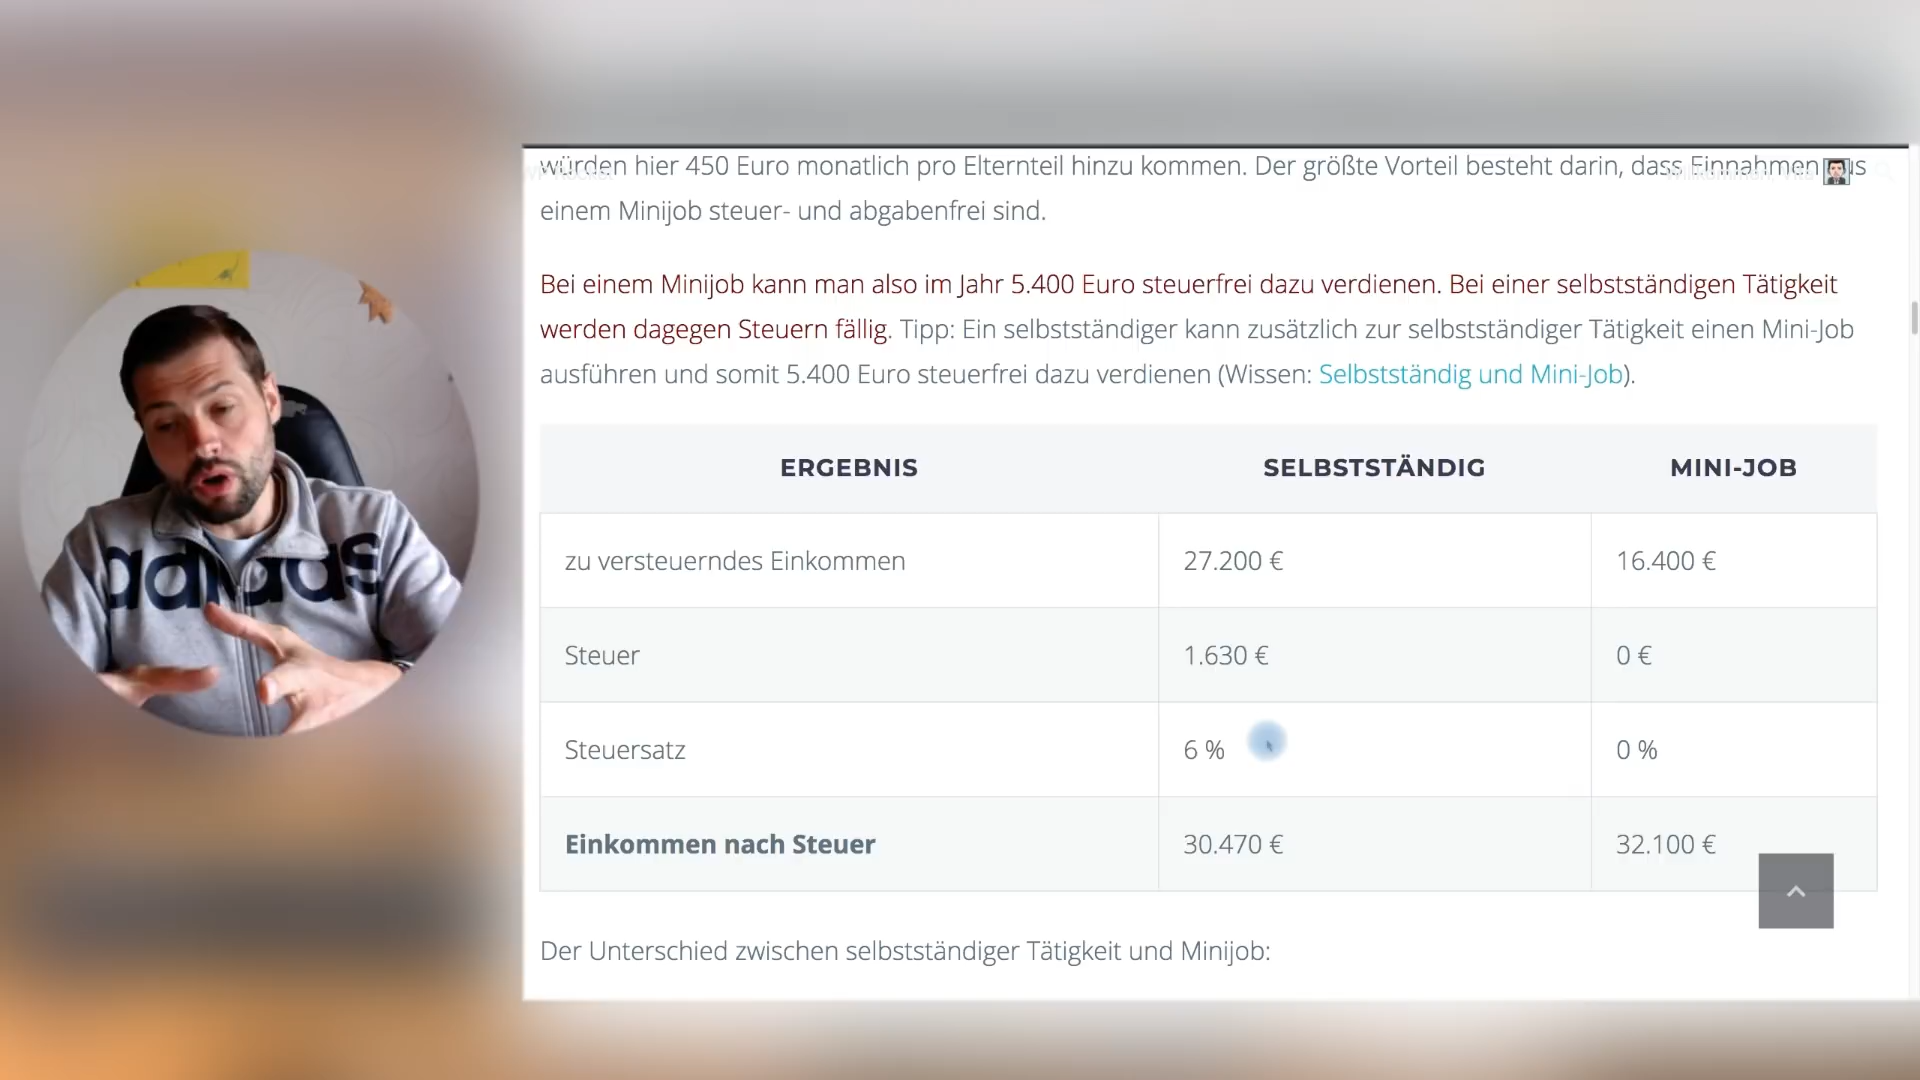 würden hier 450 Euro monatlich pro Elternteil hinzu kommen. Der größte Vorteil besteht darin, dass Einnahmen aus
einem Minijob steuer- und abgabenfrei sind.
Bei einem Minijob kann man also im Jahr 5.400 Euro steuerfrei dazu verdienen. Bei einer selbstständigen Tätigkeit
werden dagegen Steuern fällig. Tipp: Ein selbstständiger kann zusätzlich zur selbstständiger Tätigkeit einen Mini-Job
ausführen und somit 5.400 Euro steuerfrei dazu verdienen (Wissen: Selbstständig und Mini-Job).
ERGEBNIS SELBSTSTÄNDIG MINI-JOB
zu versteuerndes Einkommen 27.200 € 16.400 €
Steuer 1.630 € 0 €
Steuersatz 6 % 0 %
Einkommen nach Steuer 30.470 € 32.100 €
Der Unterschied zwischen selbstständiger Tätigkeit und Minijob:
adidas